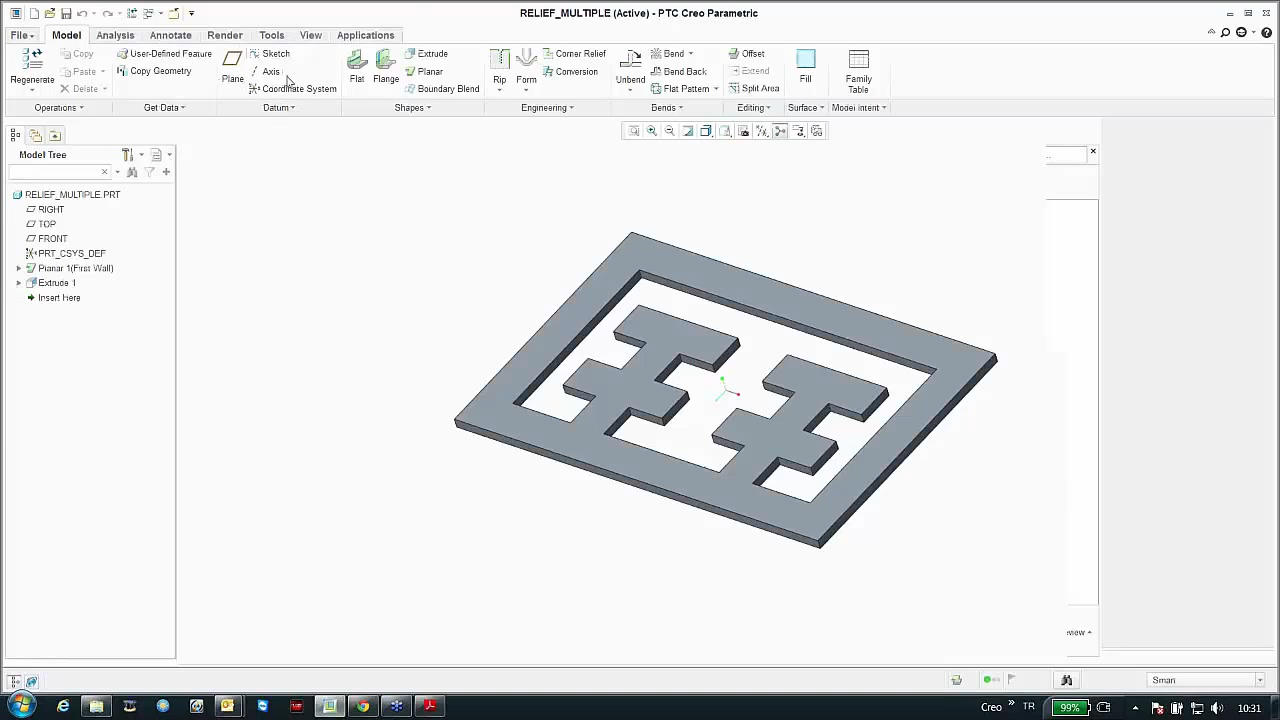 RELIEF_MULTIPLE (Active) - PTC Creo Parametric
File Model Analysis Annotate Render Tools View Applications
Regenerate
Copy
Paste
Delete
User-Defined Feature
Copy Geometry
Plane
Sketch
Axis
Coordinate System
Flat
Flange
Extrude
Planar
Boundary Blend
Rip
Form
Corner Relief
Conversion
Unbend
Bend
Bend Back
Flat Pattern
Offset
Extend
Split Area
Fill
Family
Table
Operations Get Data Datum Shapes Engineering Bends Editing Surface Model Intent
Model Tree
RELIEF_MULTIPLE.PRT
RIGHT
TOP
FRONT
PRT_CSYS_DEF
Planar 1(First Wall)
Extrude 1
Insert Here
...
eview
Smart
Creo TR 99% 10:31